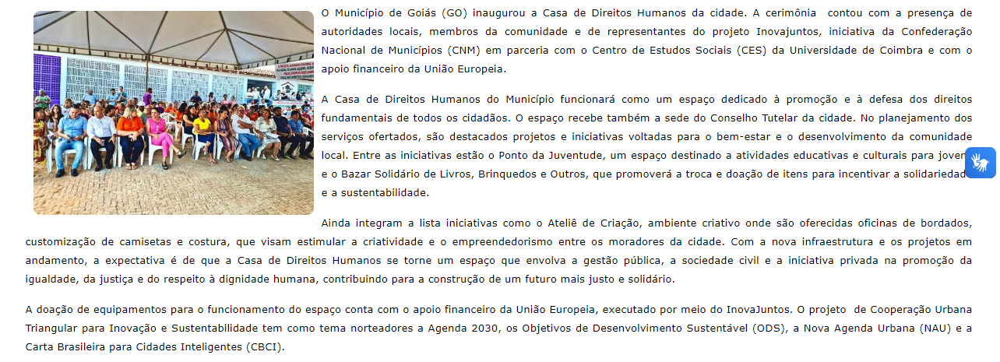 O Município de Goiás (GO) inaugurou a Casa de Direitos Humanos da cidade. A cerimônia contou com a presença de
autoridades locais, membros da comunidade e de representantes do projeto Inovajuntos, iniciativa da Confederação
Nacional de Municípios (CNM) em parceria com o Centro de Estudos Sociais (CES) da Universidade de Coimbra e com o
apoio financeiro da União Europeia.
A Casa de Direitos Humanos do Município funcionará como um espaço dedicado à promoção e à defesa dos direitos
fundamentais de todos os cidadãos. O espaço recebe também a sede do Conselho Tutelar da cidade. No planejamento dos
serviços ofertados, são destacados projetos e iniciativas voltadas para o bem-estar e o desenvolvimento da comunidade
local. Entre as iniciativas estão o Ponto da Juventude, um espaço destinado a atividades educativas e culturais para joven
e o Bazar Solidário de Livros, Brinquedos e Outros, que promoverá a troca e doação de itens para incentivar a solidariedad
e a sustentabilidade.
Ainda integram a lista iniciativas como o Ateliê de Criação, ambiente criativo onde são oferecidas oficinas de bordados,
customização de camisetas e costura, que visam estimular a criatividade e o empreendedorismo entre os moradores da cidade. Com a nova infraestrutura e os projetos em
andamento, a expectativa é de que a Casa de Direitos Humanos se torne um espaço que envolva a gestão pública, a sociedade civil e a iniciativa privada na promoção da
igualdade, da justiça e do respeito à dignidade humana, contribuindo para a construção de um futuro mais justo e solidário.
A doação de equipamentos para o funcionamento do espaço conta com o apoio financeiro da União Europeia, executado por meio do InovaJuntos. O projeto de Cooperação Urbana
Triangular para Inovação e Sustentabilidade tem como tema norteadores a Agenda 2030, os Objetivos de Desenvolvimento Sustentável (ODS), a Nova Agenda Urbana (NAU) e a
Carta Brasileira para Cidades Inteligentes (CBCI).